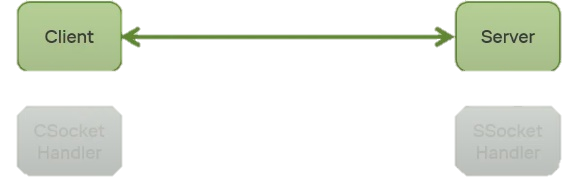 Client
Server
CSocket
Handler
SSocket
Handler